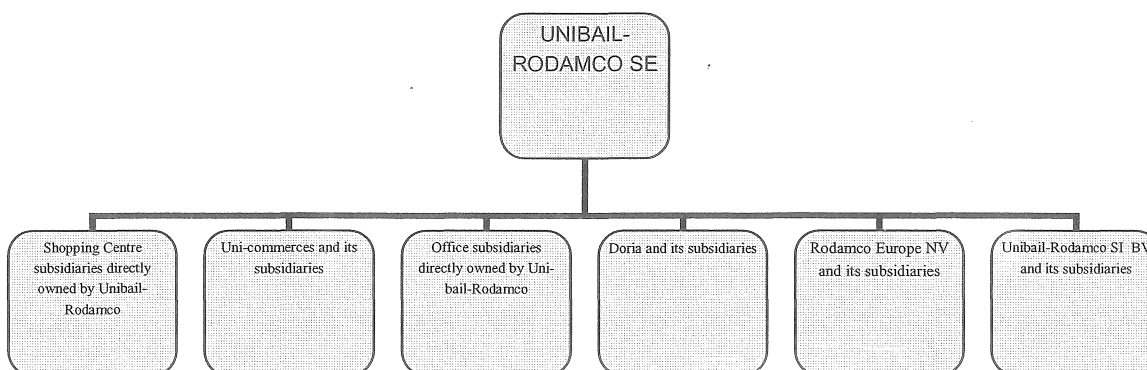 UNIBAIL-
RODAMCO SE
Shopping Centre
subsidiaries directly
owned by Unibail-
Rodamco
Uni-commerces and its
subsidiaries
Office subsidiaries
directly owned by Uni-
bail-Rodamco
Doria and its subsidiaries
Rodamco Europe NV
and its subsidiaries
Unibail-Rodamco SI BV
and its subsidiaries